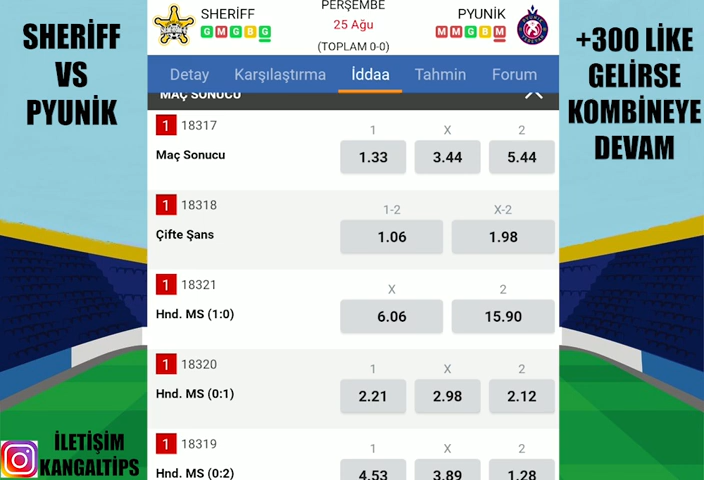 SHERİFF
VS
PYUNİK
SHERİFF
G M G B G
PERŞEMBE
25 Ağu
(TOPLAM 0-0)
PYUNİK
M M G B M
+300 LİKE
GELİRSE
KOMBİNEYE
DEVAM
Detay Karşılaştırma İddaa Tahmin Forum
MAÇ SONUCU
1 18317 1 X 2
Maç Sonucu 1.33 3.44 5.44
1 18318 1-2 X-2
Çifte Şans 1.06 1.98
1 18321 X 2
Hnd. MS (1:0) 6.06 15.90
1 18320 1 X 2
Hnd. MS (0:1) 2.21 2.98 2.12
1 18319 1 X 2
Hnd. MS (0:2) 4.53 3.89 1.28
İLETİŞİM
KANGALTİPS